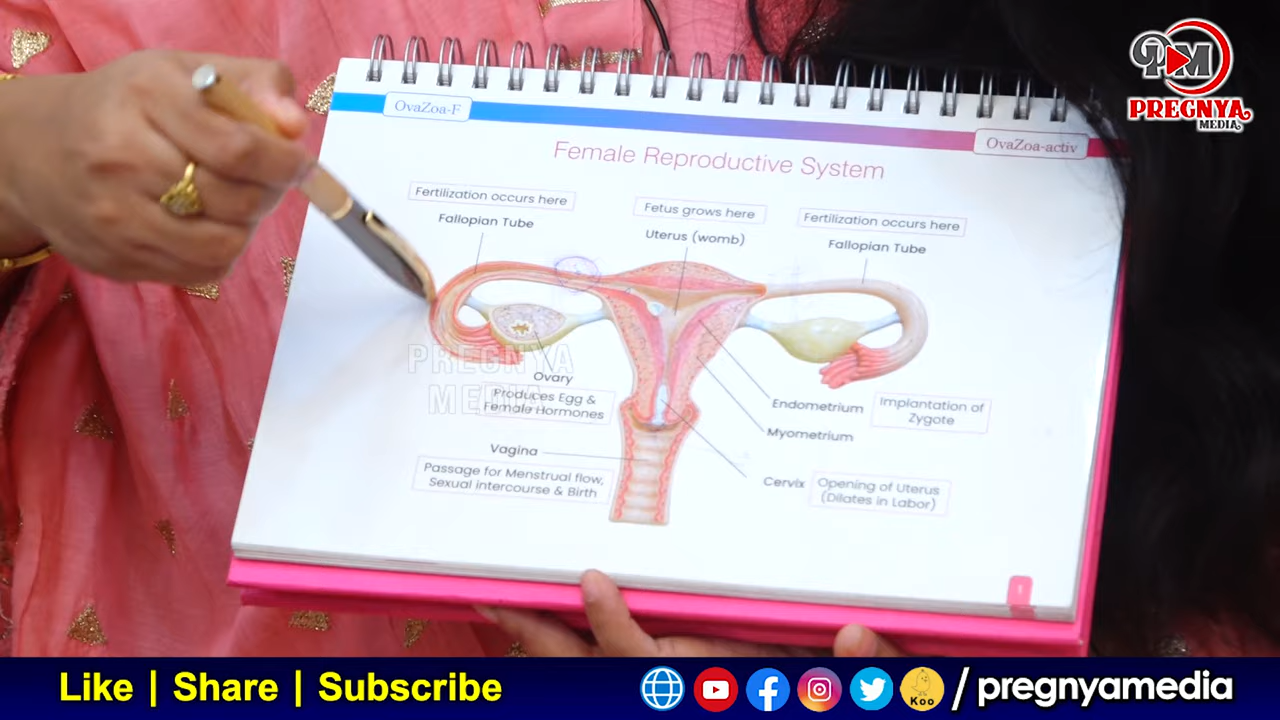 PM
PREGNYA
MEDIA
OvaZoa-F
OvaZoa-activ
Female Reproductive System
Fertilization occurs here
Fallopian Tube
Fetus grows here
Uterus (womb)
Fertilization occurs here
Fallopian Tube
PREGNYA
MEDIA
Ovary
Produces Egg &
Female Hormones
Endometrium
Implantation of
Zygote
Myometrium
Vagina
Passage for Menstrual flow,
Sexual intercourse & Birth
Cervix
Opening of Uterus
(Dilates in Labor)
1
Like | Share | Subscribe
Koo
/ pregnyamedia